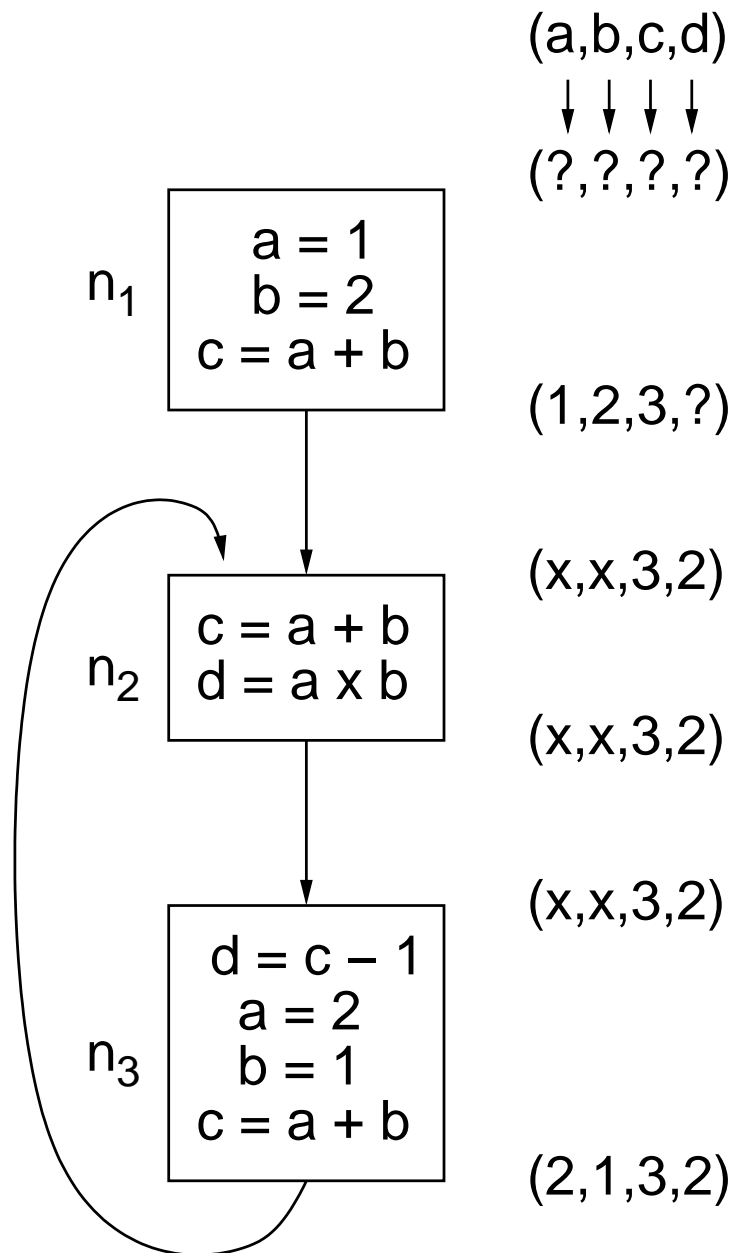 (a,b,c,d)
(?,?,?,?)
n1
a = 1
b = 2
c = a + b
(1,2,3,?)
(x,x,3,2)
n2
c = a + b
d = a x b
(x,x,3,2)
(x,x,3,2)
n3
d = c – 1
a = 2
b = 1
c = a + b
(2,1,3,2)